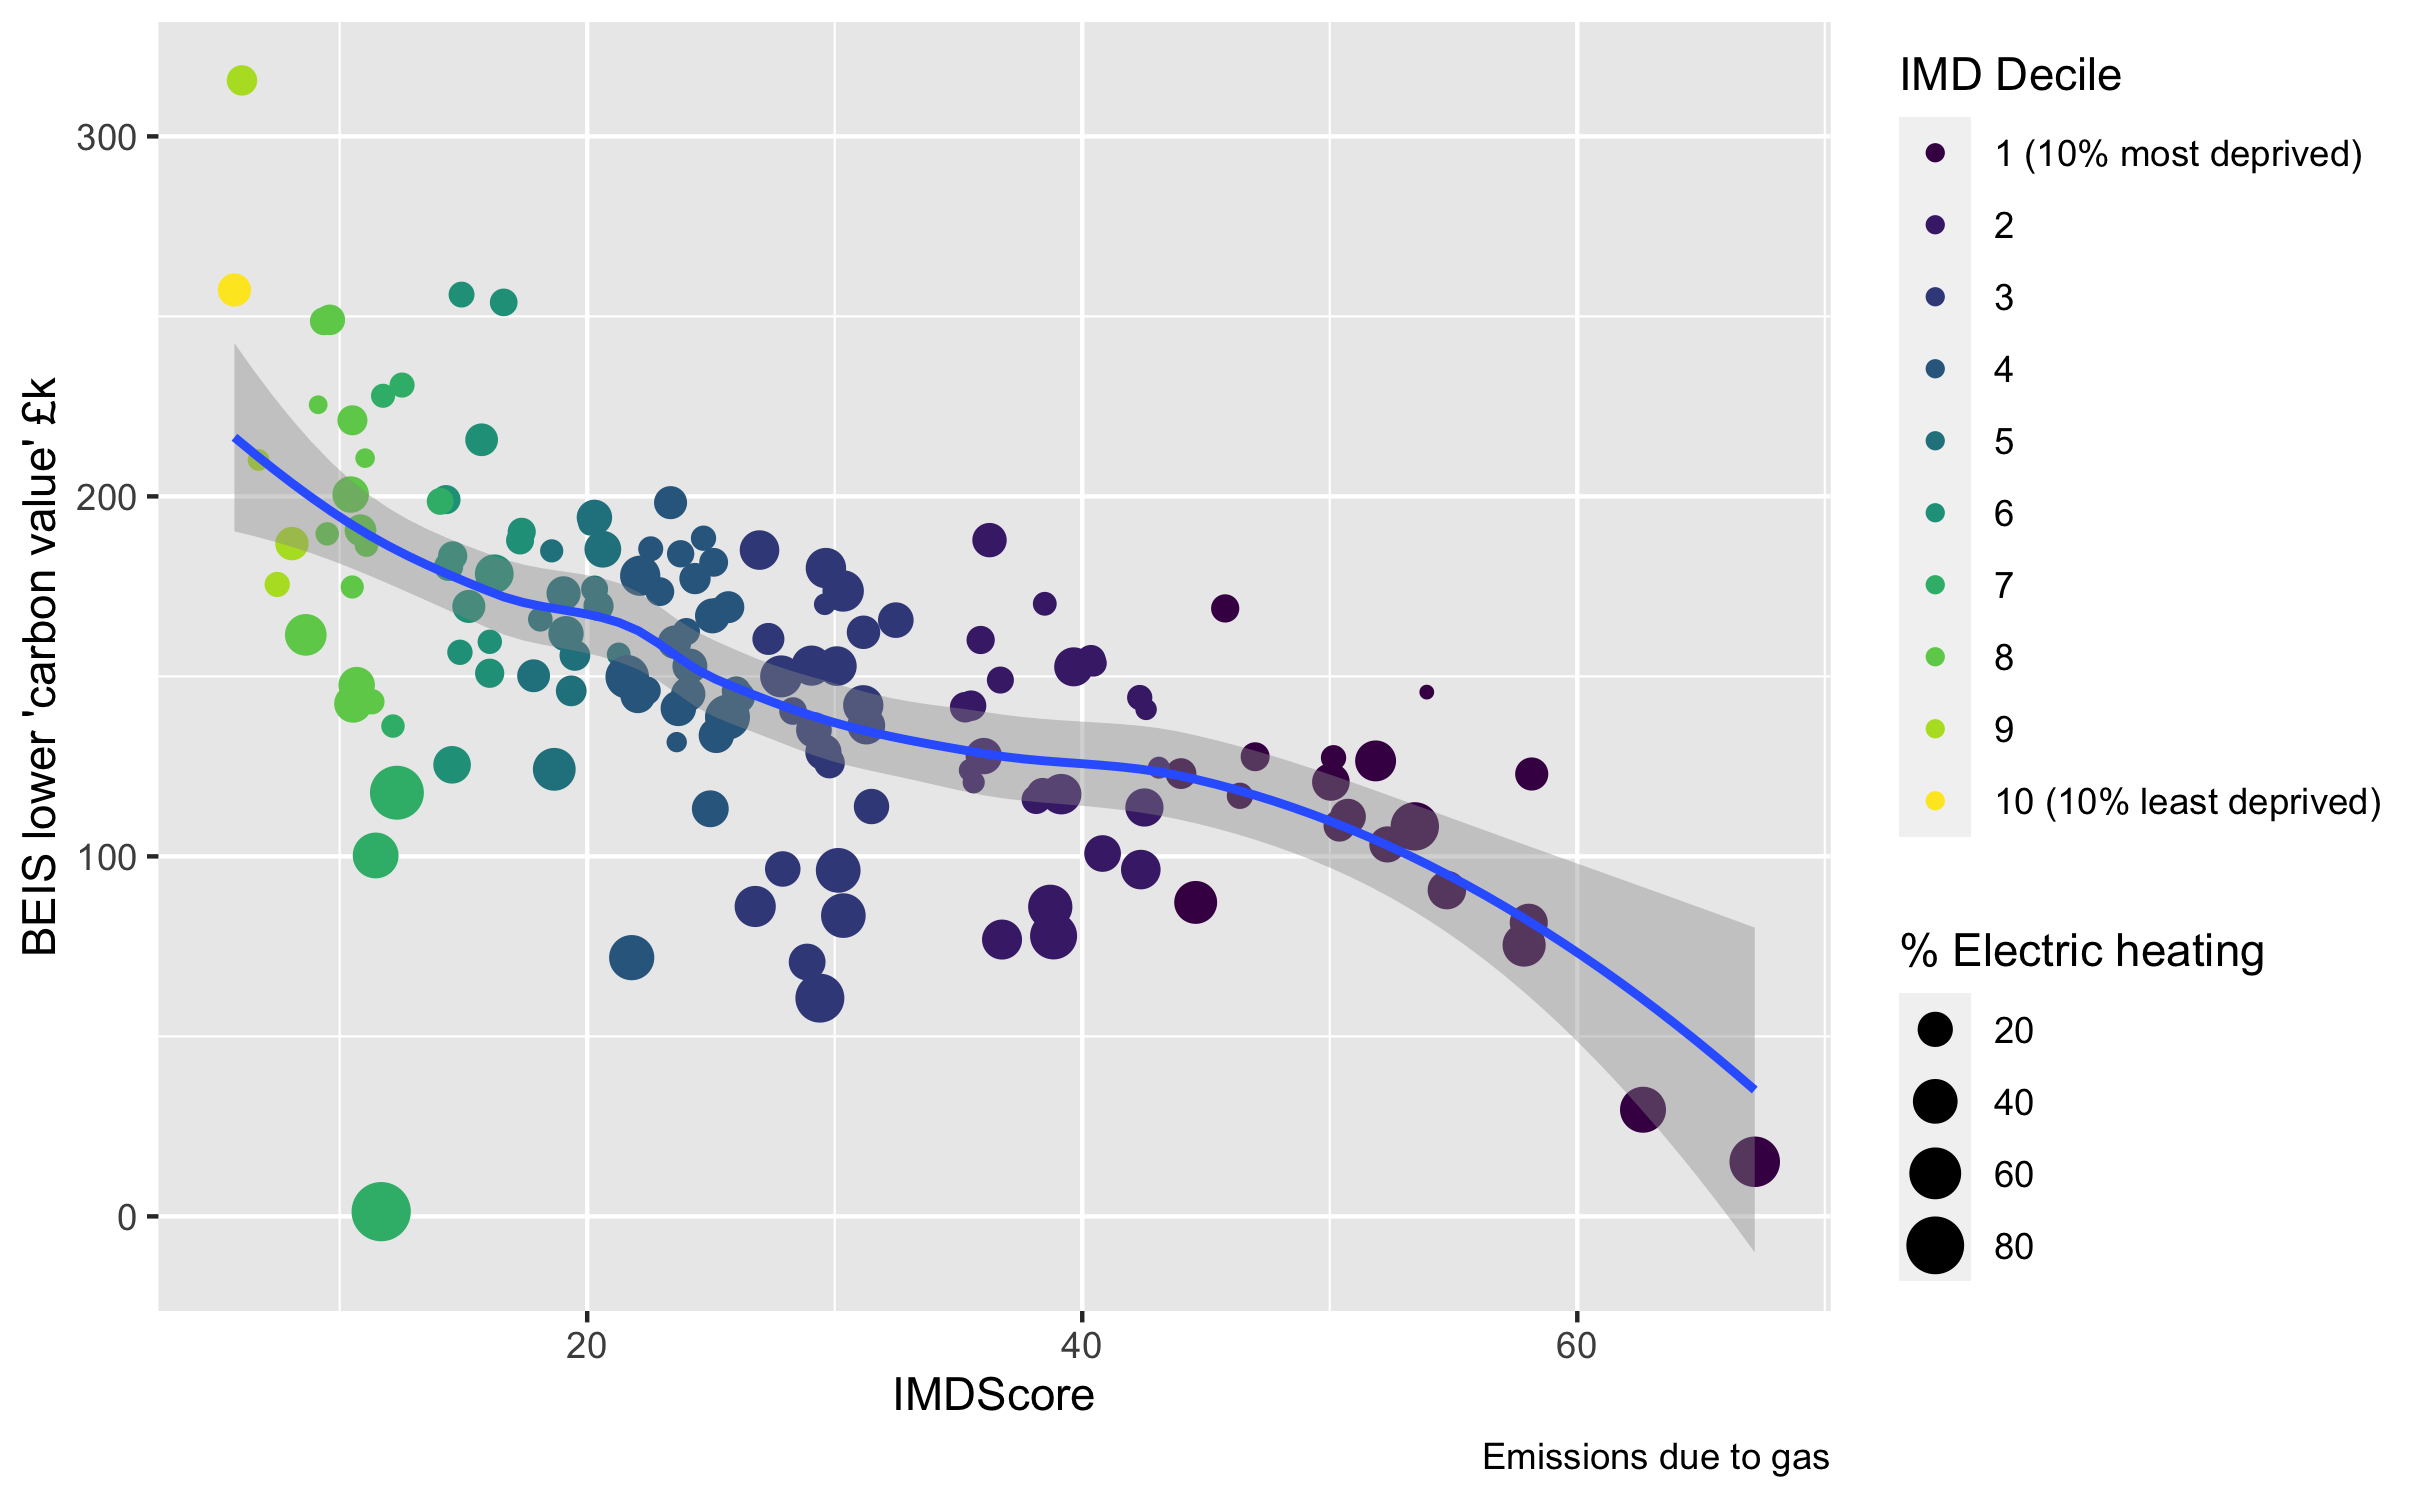 BEIS lower 'carbon value' £k
300
200
100
0
20
40
60
IMDScore
Emissions due to gas
IMD Decile
1 (10% most deprived)
2
3
4
5
6
7
8
9
10 (10% least deprived)
% Electric heating
20
40
60
80